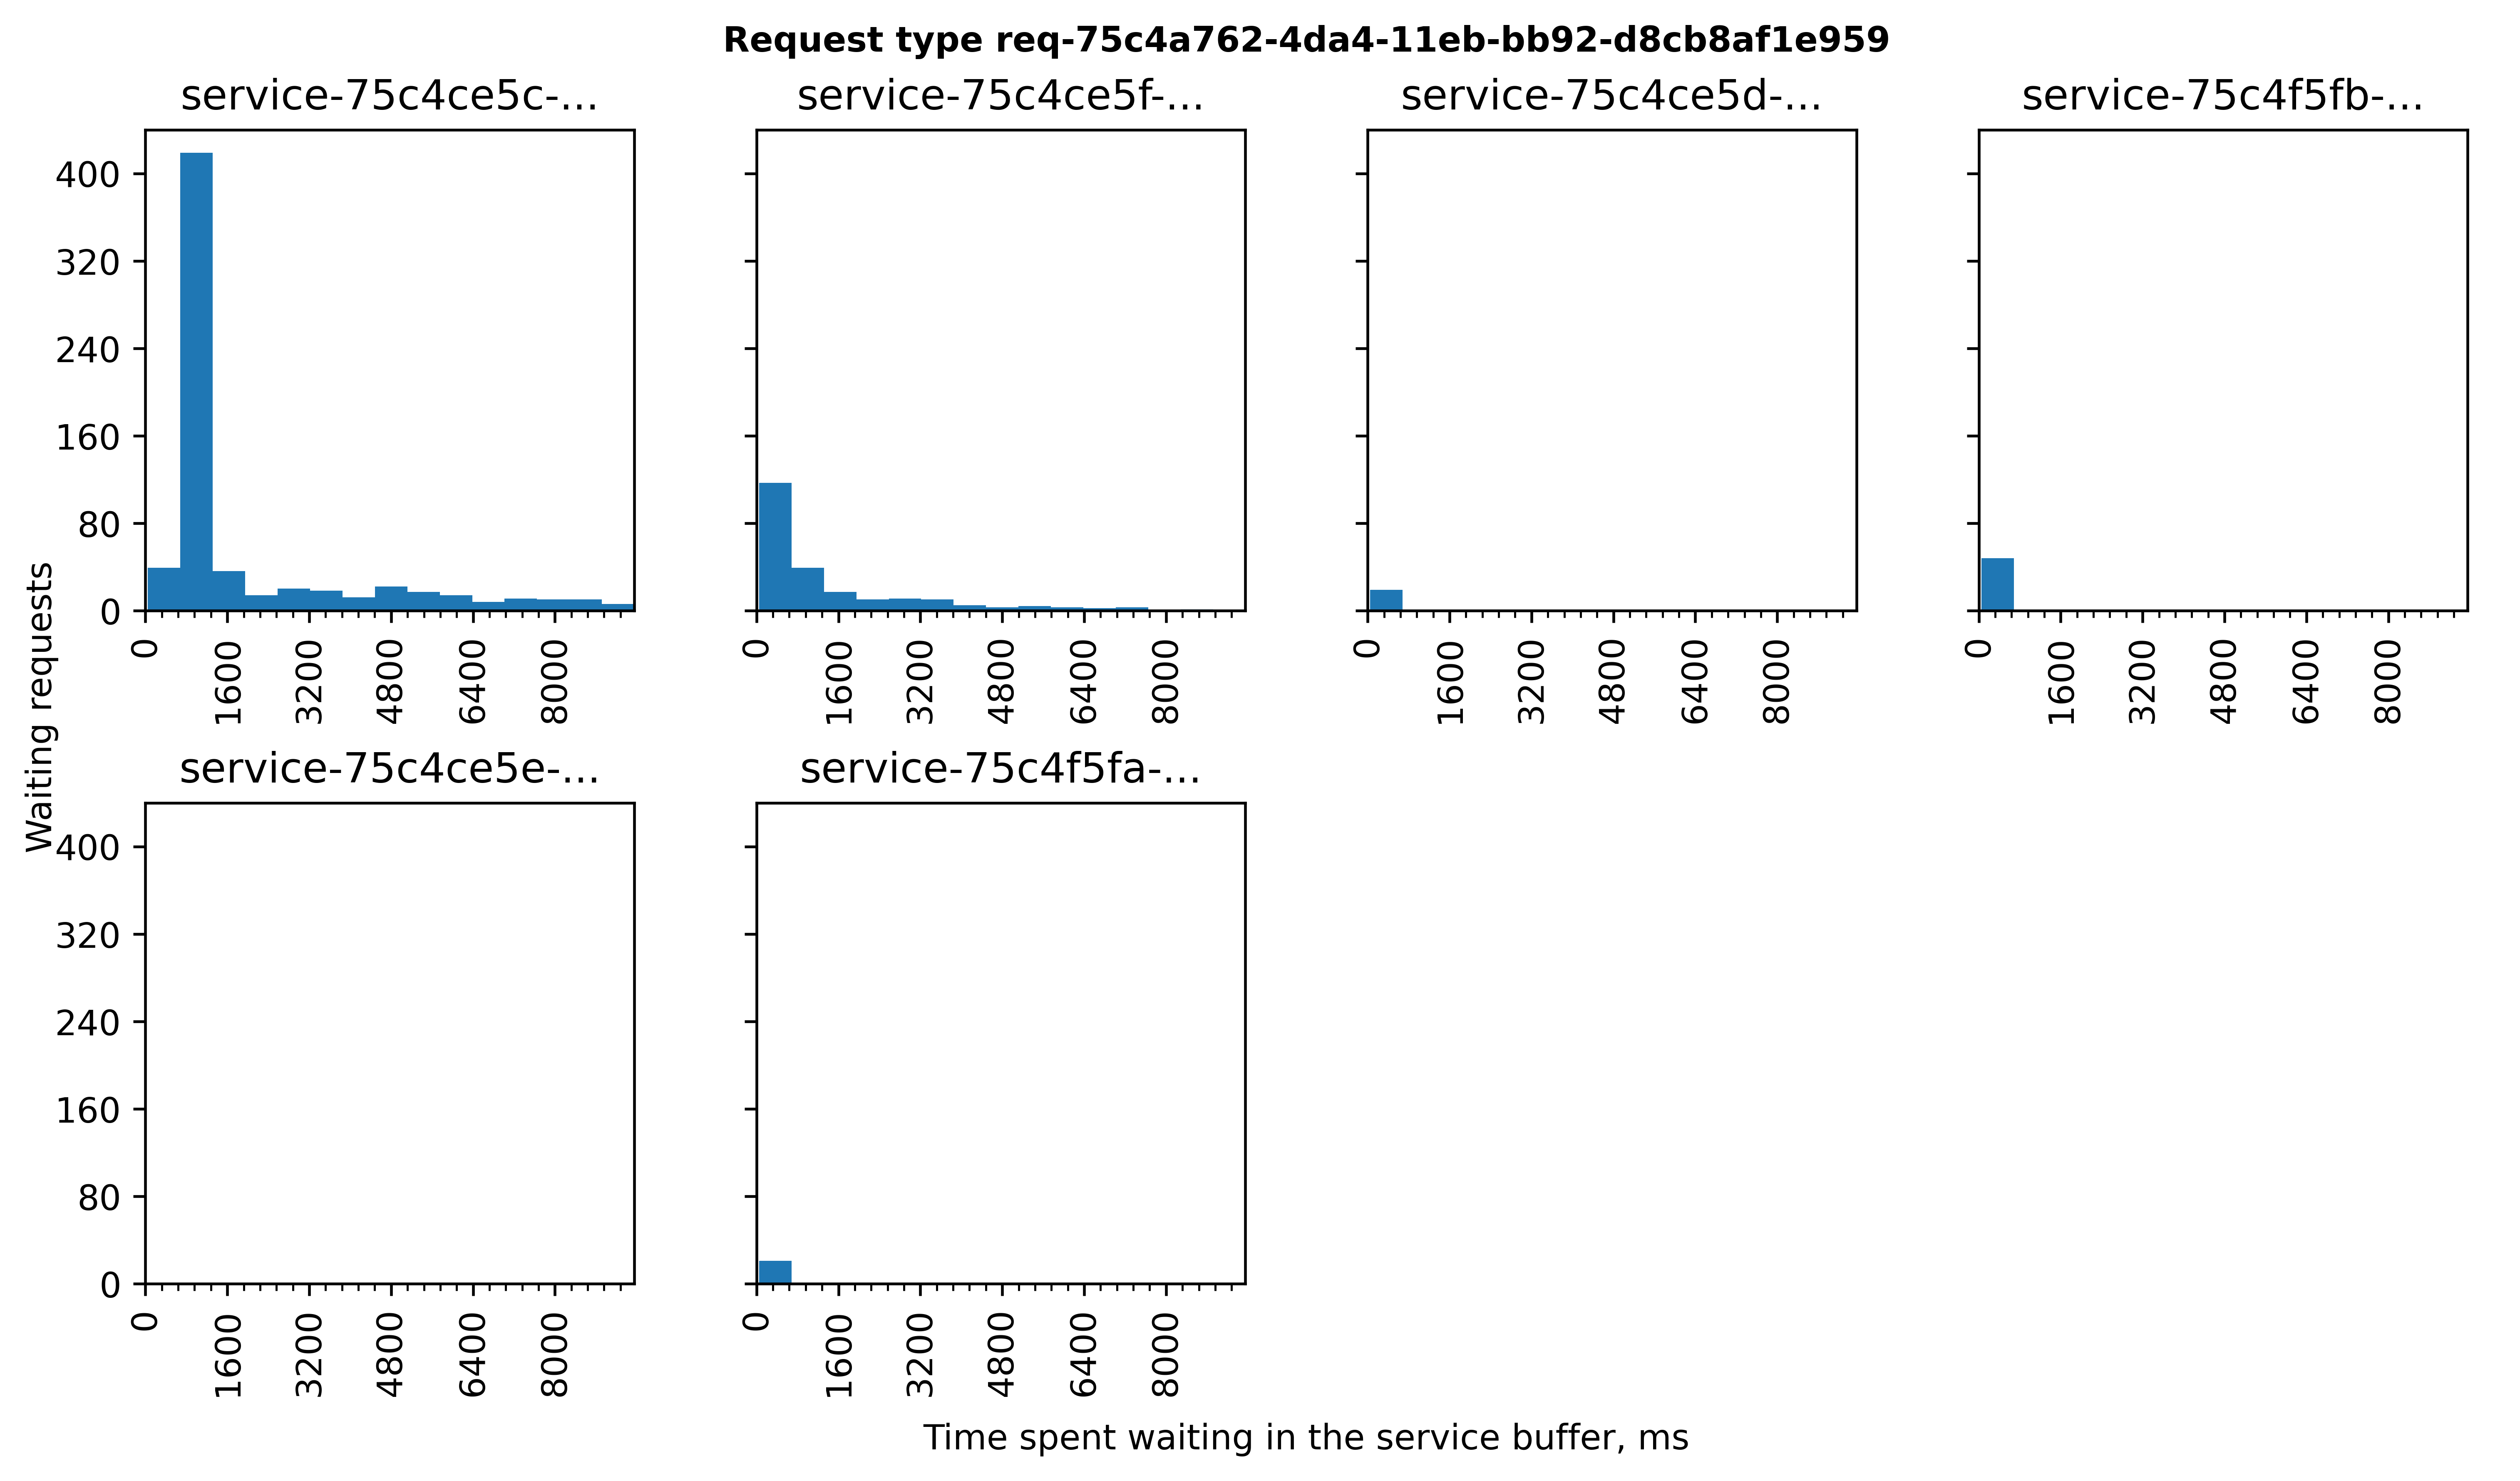 Request type req-75c4a762-4da4-11eb-bb92-d8cb8af1e959
service-75c4ce5c-...
service-75c4ce5f-...
service-75c4ce5d-...
service-75c4f5fb-...
400
320
240
160
80
0
0 1600 3200 4800 6400 8000
0 1600 3200 4800 6400 8000
0 1600 3200 4800 6400 8000
0 1600 3200 4800 6400 8000
Waiting requests
service-75c4ce5e-...
service-75c4f5fa-...
400
320
240
160
80
0
0 1600 3200 4800 6400 8000
0 1600 3200 4800 6400 8000
Time spent waiting in the service buffer, ms